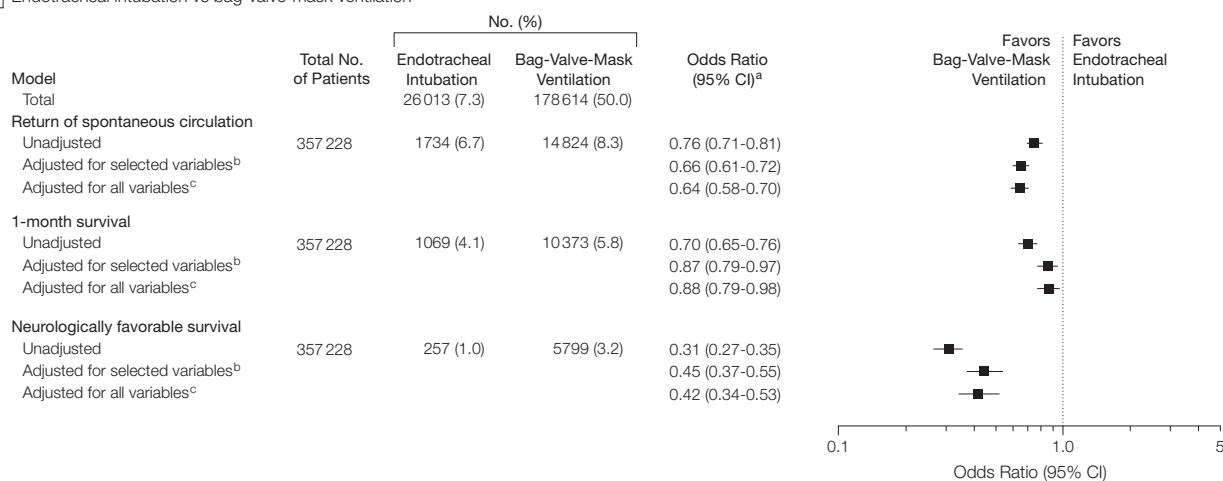 Endotracheal intubation vs bag-valve-mask ventilation
No. (%)
Model Total No. of Patients Endotracheal Intubation Bag-Valve-Mask Ventilation Odds Ratio (95% CI)a Favors Bag-Valve-Mask Ventilation Favors Endotracheal Intubation
Total 26 013 (7.3) 178 614 (50.0)
Return of spontaneous circulation
Unadjusted 357 228 1734 (6.7) 14 824 (8.3) 0.76 (0.71-0.81)
Adjusted for selected variablesb 0.66 (0.61-0.72)
Adjusted for all variablesc 0.64 (0.58-0.70)
1-month survival
Unadjusted 357 228 1069 (4.1) 10 373 (5.8) 0.70 (0.65-0.76)
Adjusted for selected variablesb 0.87 (0.79-0.97)
Adjusted for all variablesc 0.88 (0.79-0.98)
Neurologically favorable survival
Unadjusted 357 228 257 (1.0) 5799 (3.2) 0.31 (0.27-0.35)
Adjusted for selected variablesb 0.45 (0.37-0.55)
Adjusted for all variablesc 0.42 (0.34-0.53)
0.1 1.0 5
Odds Ratio (95% CI)